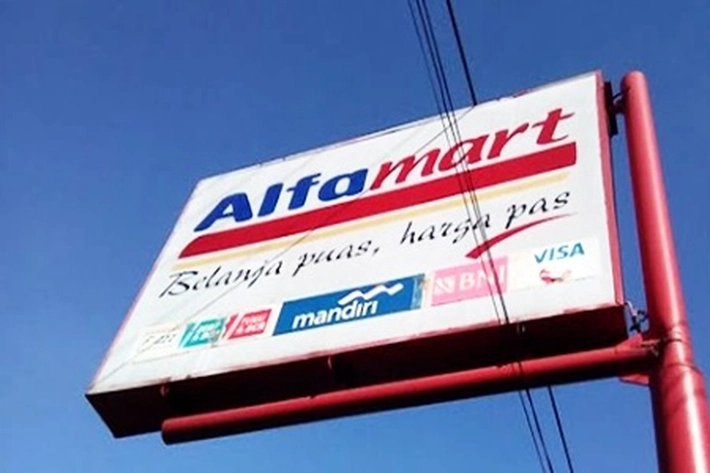 Alfamart
Belanja puas, harga pas
mandiri BNI VISA